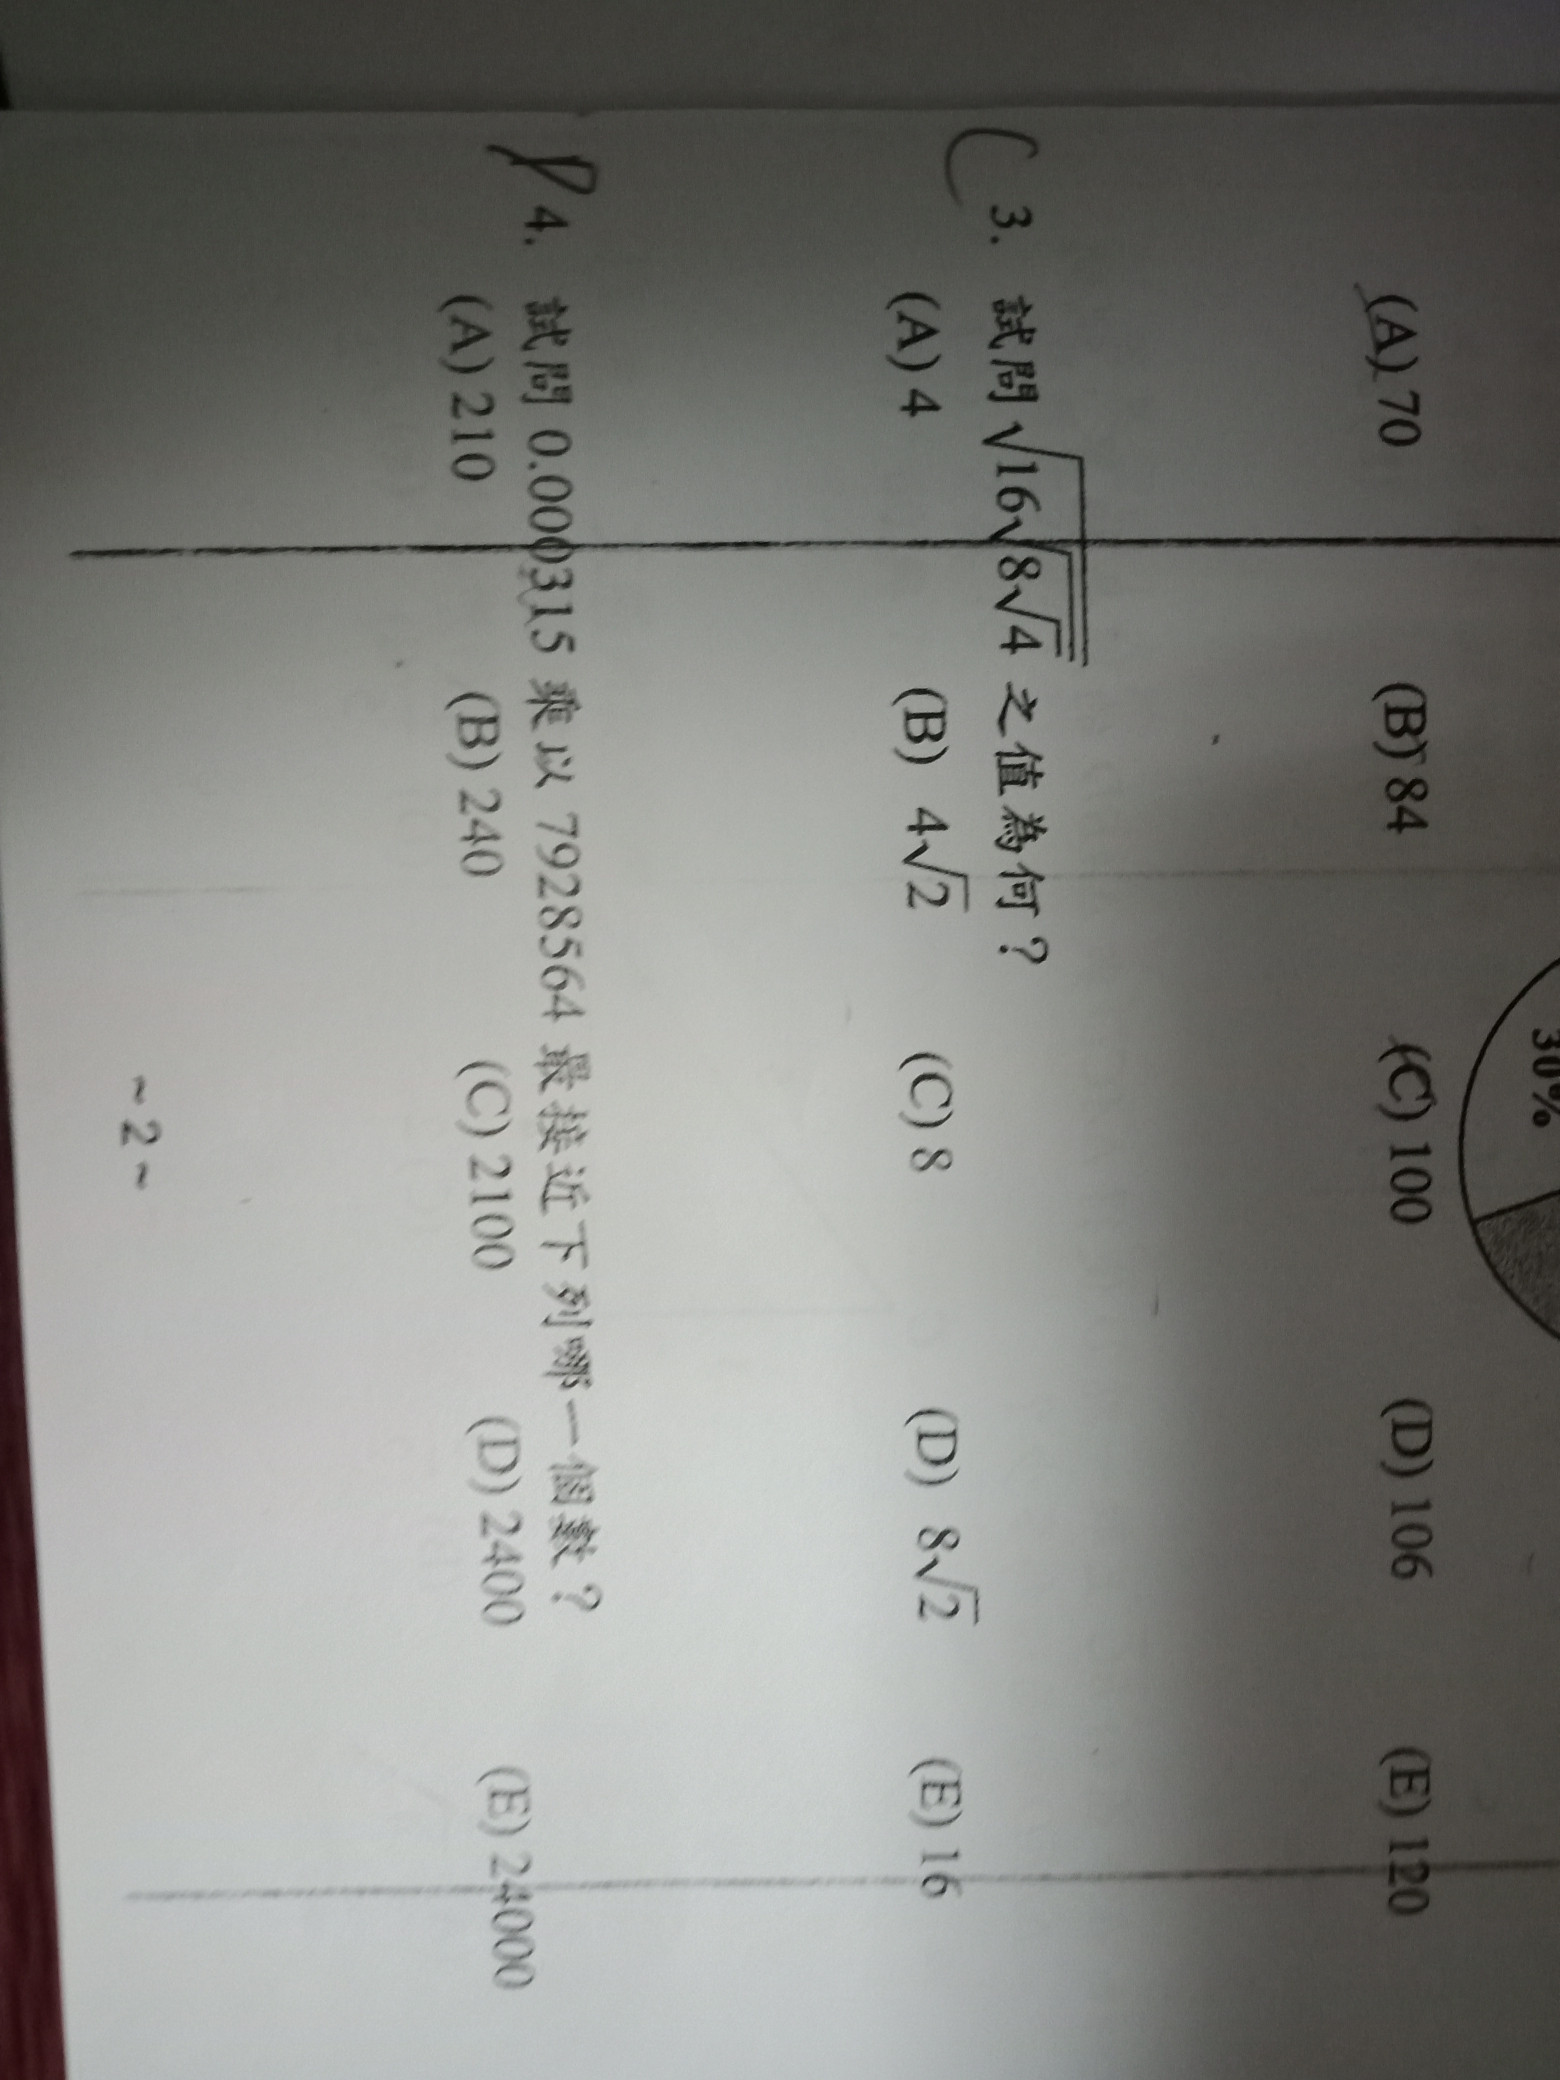 30%
(A) 70 (B) 84 (C) 100 (D) 106 (E) 120
C 3. 試問 √(16√(8√4)) 之值為何？
(A) 4 (B) 4√2 (C) 8 (D) 8√2 (E) 16
D 4. 試問 0.000315 乘以 7928564 最接近下列哪一個數？
(A) 210 (B) 240 (C) 2100 (D) 2400 (E) 24000
~ 2 ~